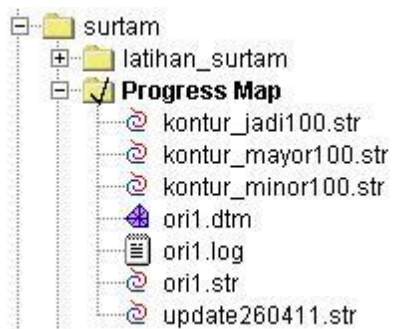 surtam
latihan_surtam
Progress Map
kontur_jadi100.str
kontur_mayor100.str
kontur_minor100.str
ori1.dtm
ori1.log
ori1.str
update260411.str